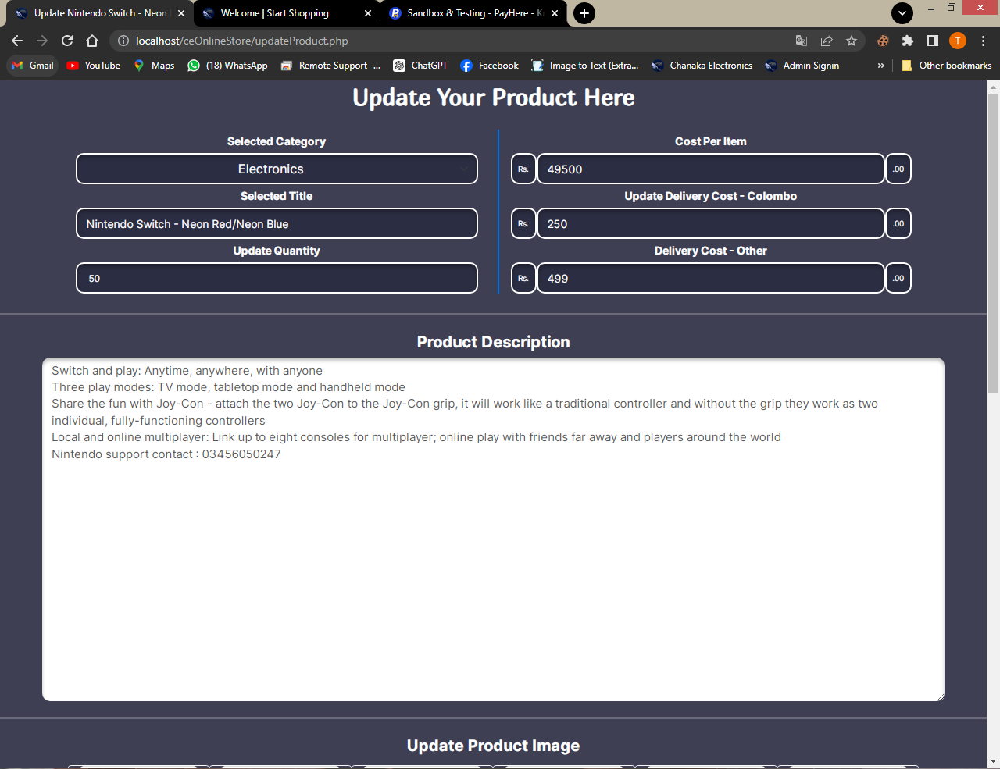 Update Nintendo Switch - Neon
Welcome | Start Shopping
Sandbox & Testing - PayHere - K
localhost/ceOnlineStore/updateProduct.php
T
Gmail
YouTube
Maps
(18) WhatsApp
Remote Support -...
ChatGPT
Facebook
Image to Text (Extra...
Chanaka Electronics
Admin Signin
»
Other bookmarks
Update Your Product Here
Selected Category
Electronics
Selected Title
Nintendo Switch - Neon Red/Neon Blue
Update Quantity
50
Cost Per Item
Rs. 49500 .00
Update Delivery Cost - Colombo
Rs. 250 .00
Delivery Cost - Other
Rs. 499 .00
Product Description
Switch and play: Anytime, anywhere, with anyone
Three play modes: TV mode, tabletop mode and handheld mode
Share the fun with Joy-Con - attach the two Joy-Con to the Joy-Con grip, it will work like a traditional controller and without the grip they work as two
individual, fully-functioning controllers
Local and online multiplayer: Link up to eight consoles for multiplayer; online play with friends far away and players around the world
Nintendo support contact : 03456050247
Update Product Image